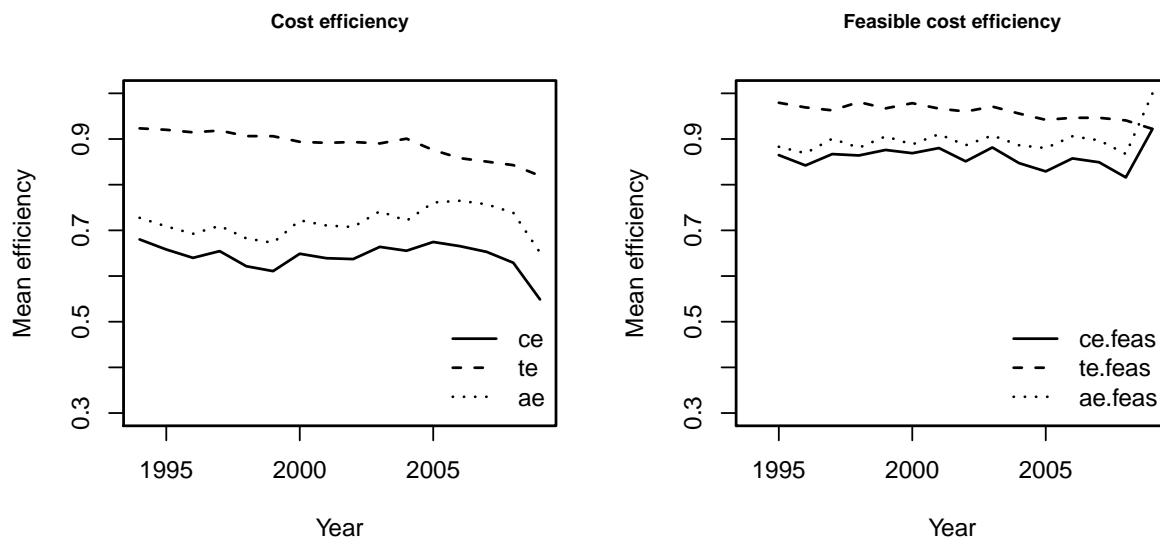 Cost efficiency
Mean efficiency
0.9
0.7
0.5
0.3
ce
te
ae
1995 2000 2005
Year
Feasible cost efficiency
Mean efficiency
0.9
0.7
0.5
0.3
ce.feas
te.feas
ae.feas
1995 2000 2005
Year